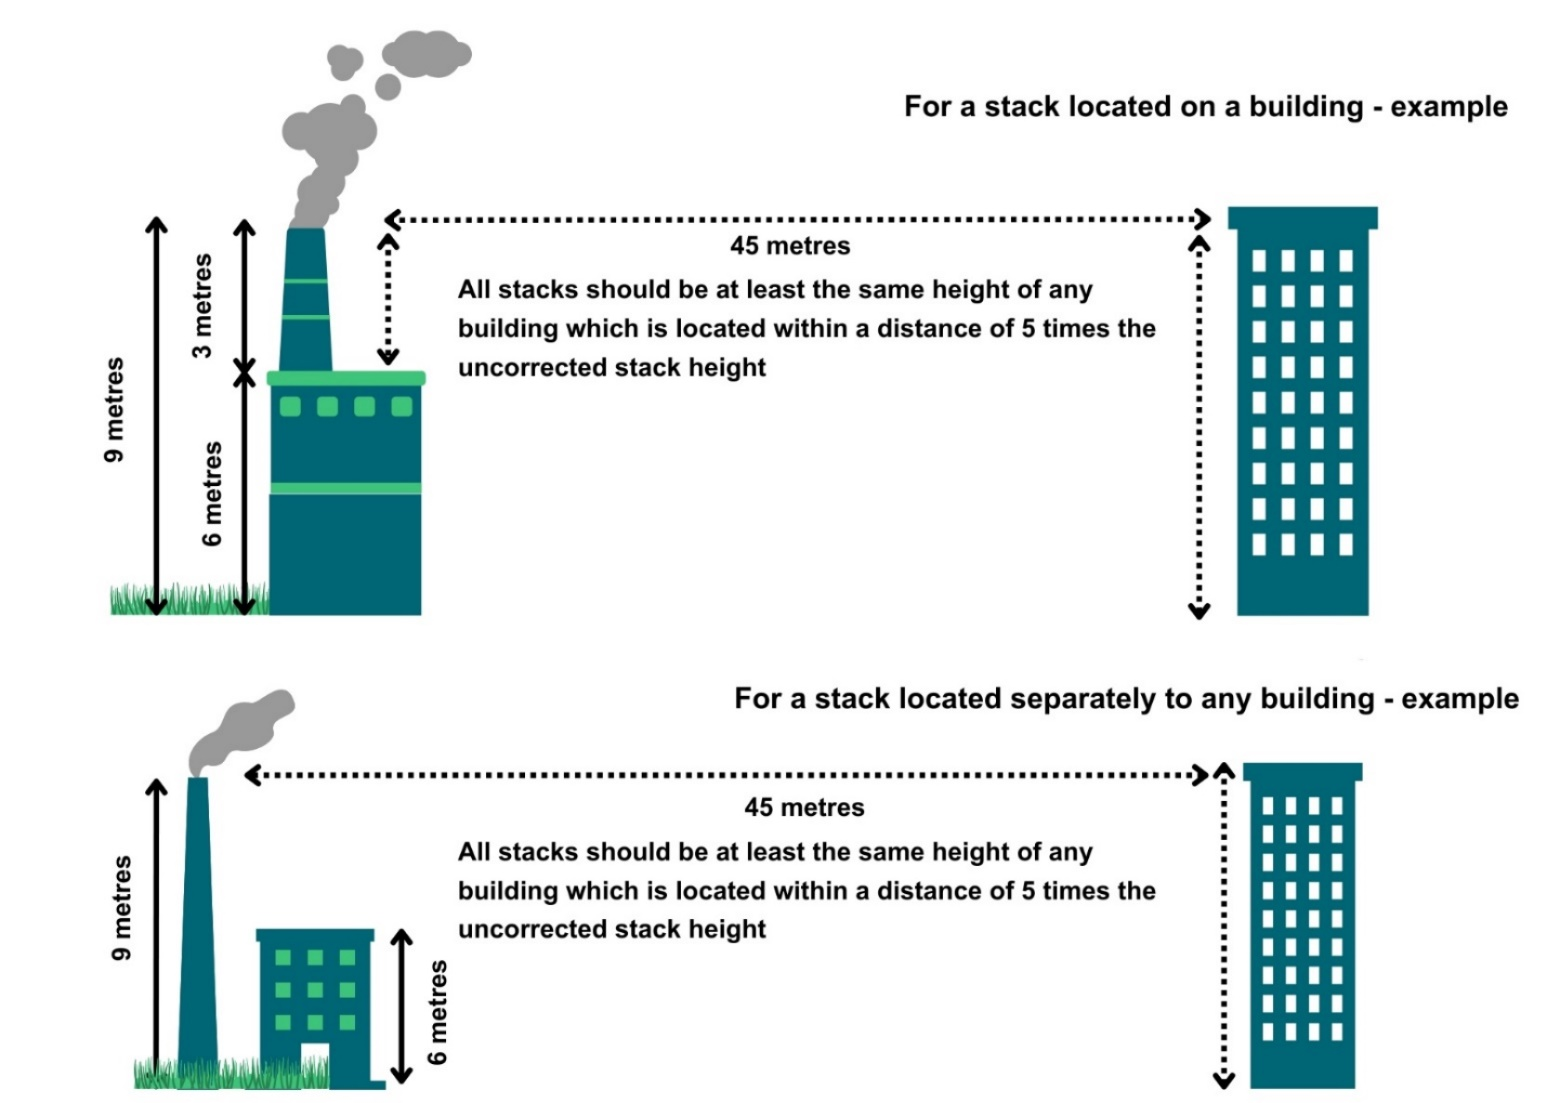 For a stack located on a building - example
45 metres
3 metres
All stacks should be at least the same height of any
building which is located within a distance of 5 times the
uncorrected stack height
9 metres
6 metres
For a stack located separately to any building - example
45 metres
All stacks should be at least the same height of any
building which is located within a distance of 5 times the
uncorrected stack height
9 metres
6 metres